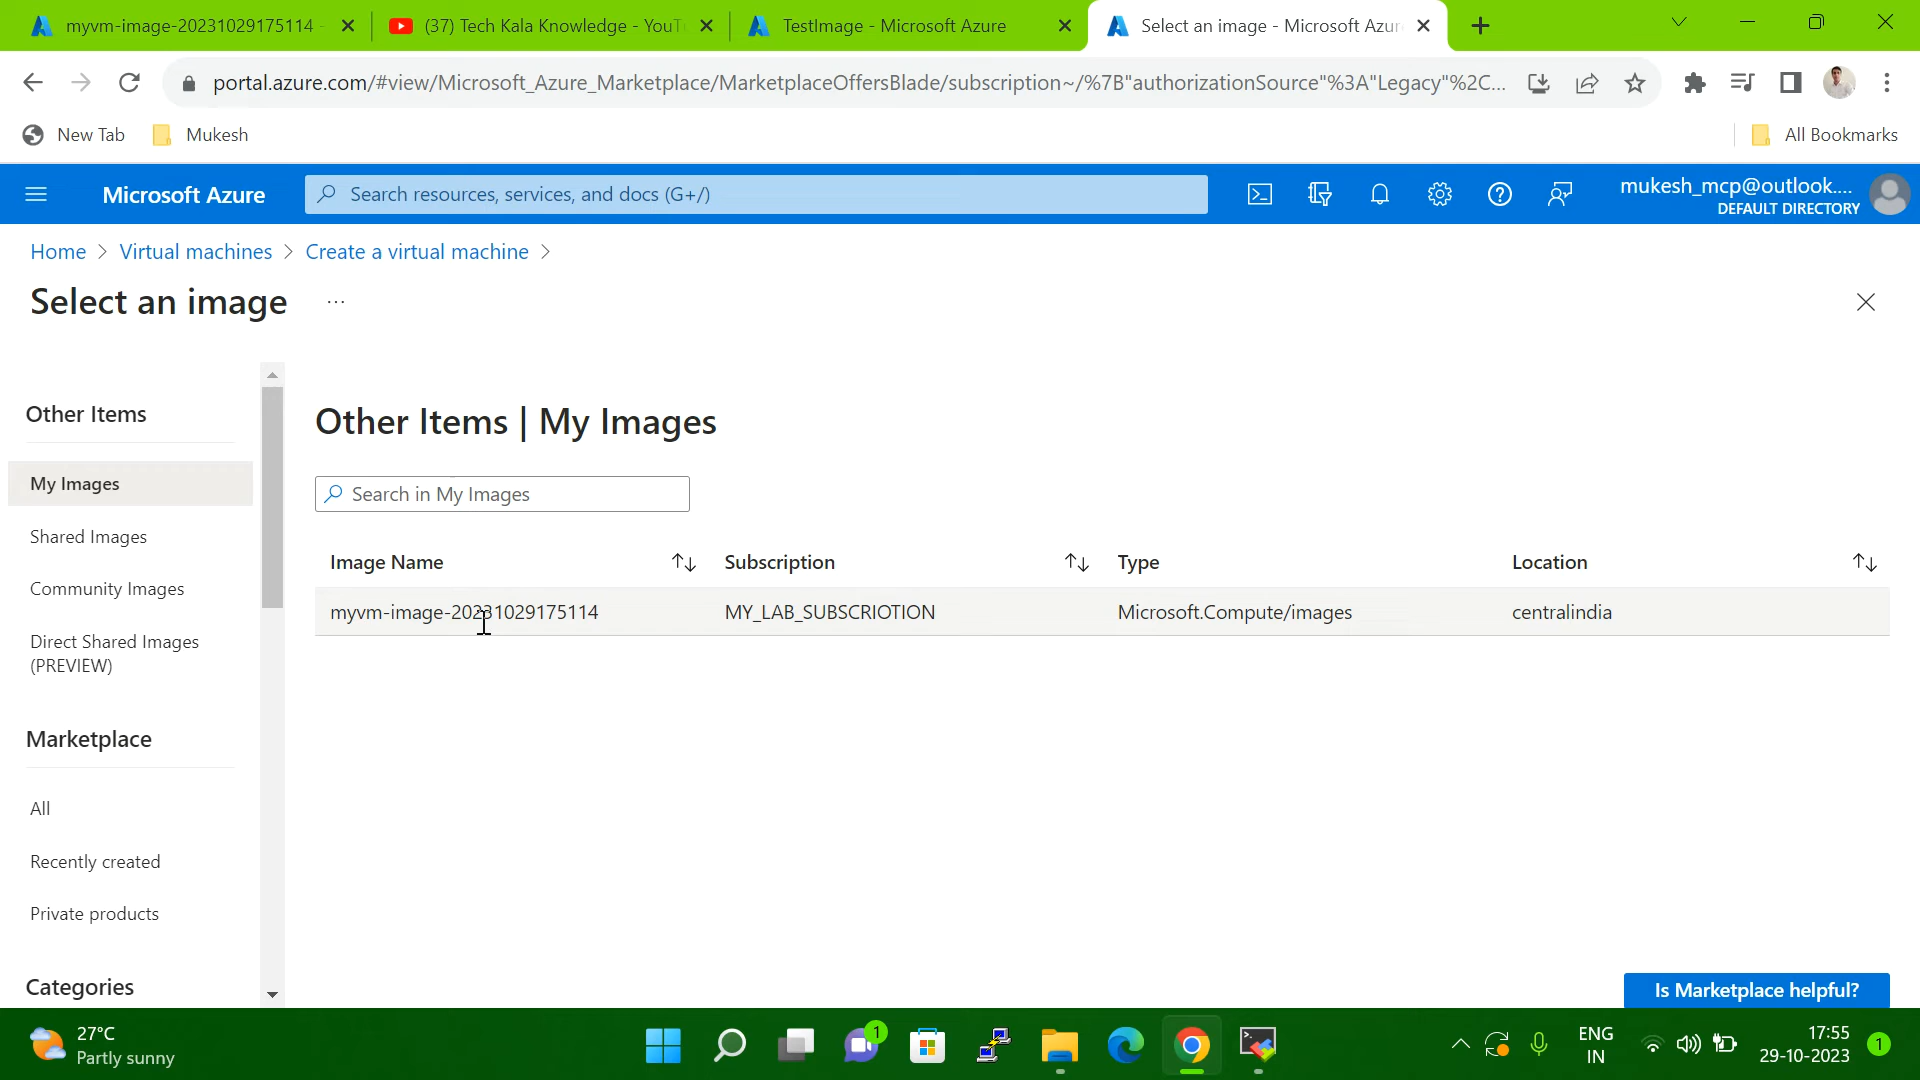 myvm-image-20231029175114 -
(37) Tech Kala Knowledge - YouTu
TestImage - Microsoft Azure
Select an image - Microsoft Azur
portal.azure.com/#view/Microsoft_Azure_Marketplace/MarketplaceOffersBlade/subscription~/%7B"authorizationSource"%3A"Legacy"%2C...
New Tab
Mukesh
All Bookmarks
Microsoft Azure
Search resources, services, and docs (G+/)
mukesh_mcp@outlook....
DEFAULT DIRECTORY
Home > Virtual machines > Create a virtual machine >
Select an image ...
Other Items
My Images
Shared Images
Community Images
Direct Shared Images
(PREVIEW)
Marketplace
All
Recently created
Private products
Categories
Other Items | My Images
Search in My Images
Image Name Subscription Type Location
myvm-image-20231029175114 MY_LAB_SUBSCRIOTION Microsoft.Compute/images centralindia
Is Marketplace helpful?
27°C
Partly sunny
1
ENG
IN
17:55
29-10-2023
1